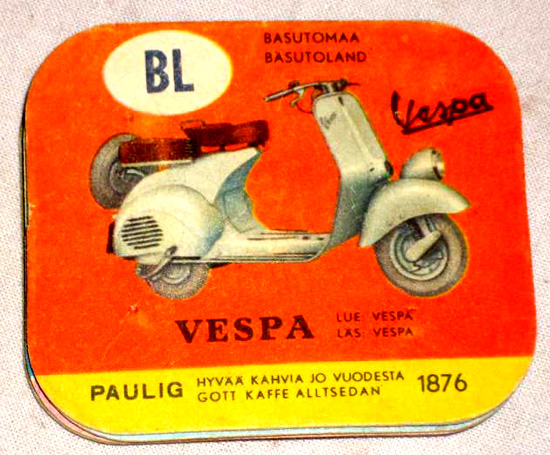 BL
BASUTOMAA
BASUTOLAND
Vespa
VESPA
LUE: VESPA
LÄS: VESPA
PAULIG
HYVÄÄ KAHVIA JO VUODESTA
GOTT KAFFE ALLTSEDAN
1876